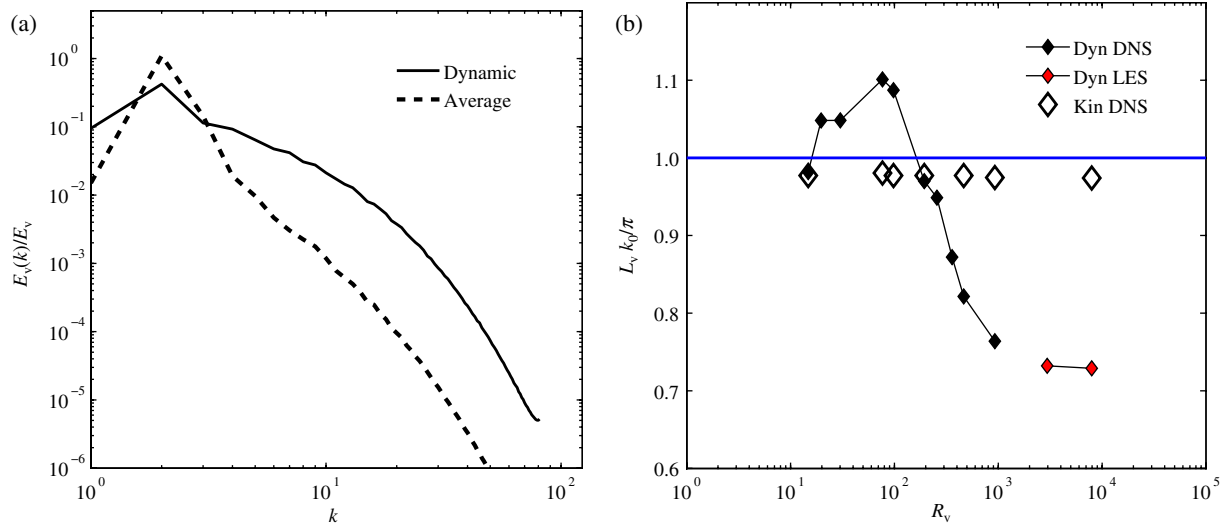 (a)
10^0
10^-1
10^-2
10^-3
10^-4
10^-5
10^-6
E_v(k)/E_v
Dynamic
Average
10^0
10^1
10^2
k
(b)
1.1
1.0
0.9
0.8
0.7
0.6
L_v k_0/π
Dyn DNS
Dyn LES
Kin DNS
10^0
10^1
10^2
10^3
10^4
10^5
R_v